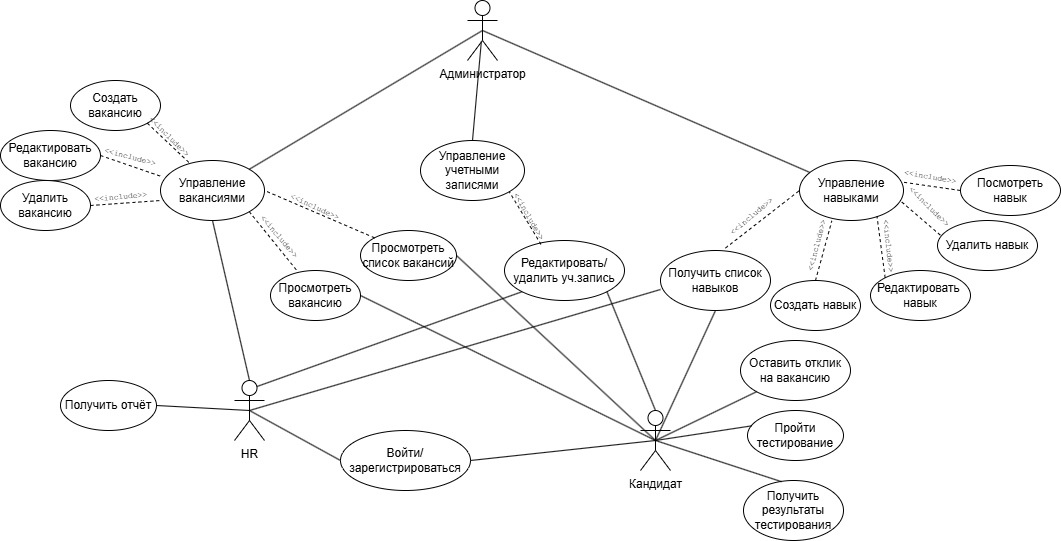 Администратор
Создать
вакансию
Редактировать
вакансию
Удалить
вакансию
<<include>>
<<include>>
<<include>>
Управление
вакансиями
<<include>>
<<include>>
Просмотреть
список вакансий
Просмотреть
вакансию
Управление
учетными
записями
<<include>>
Редактировать/
удалить уч.запись
Управление
навыками
<<include>>
<<include>>
<<include>>
<<include>>
<<include>>
Посмотреть
навык
Удалить навык
Редактировать
навык
Создать навык
Получить список
навыков
Оставить отклик
на вакансию
Получить отчёт
HR
Войти/
зарегистрироваться
Кандидат
Пройти
тестирование
Получить
результаты
тестирования